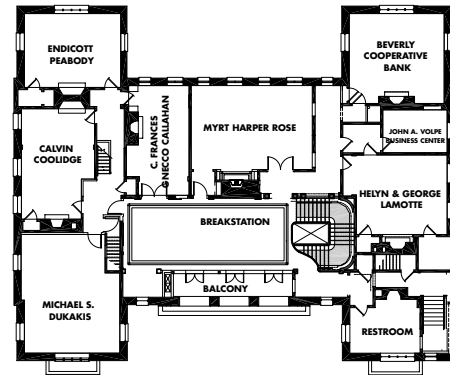 ENDICOTT
PEABODY
BEVERLY
COOPERATIVE
BANK
C. FRANCES
GNECCO CALLAHAN
MYRT HARPER ROSE
JOHN A. VOLPE
BUSINESS CENTER
CALVIN
COOLIDGE
HELYN & GEORGE
LAMOTTE
BREAKSTATION
BALCONY
MICHAEL S.
DUKAKIS
RESTROOM